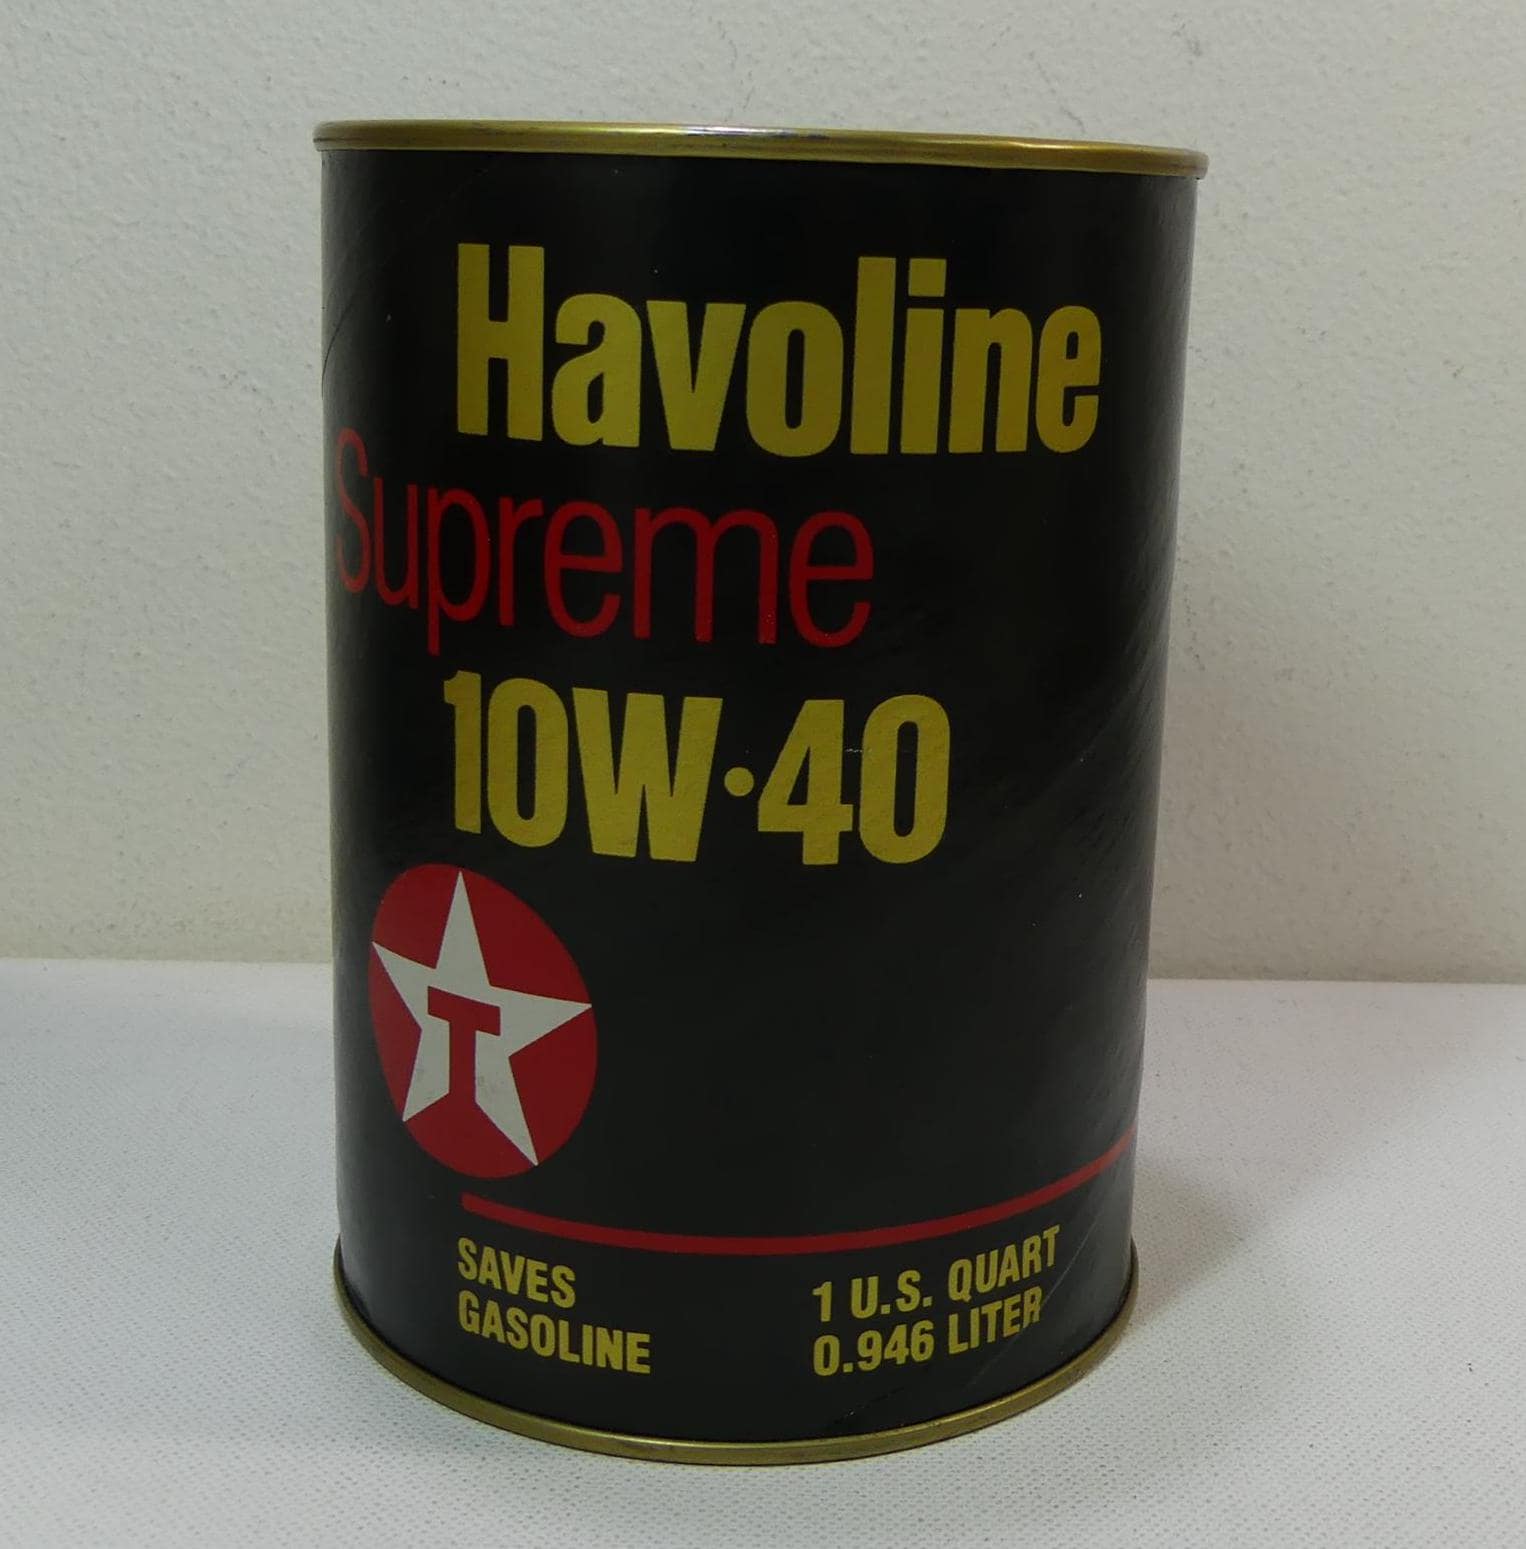 Havoline
Supreme
10W·40
T
SAVES
GASOLINE
1 U.S. QUART
0.946 LITER